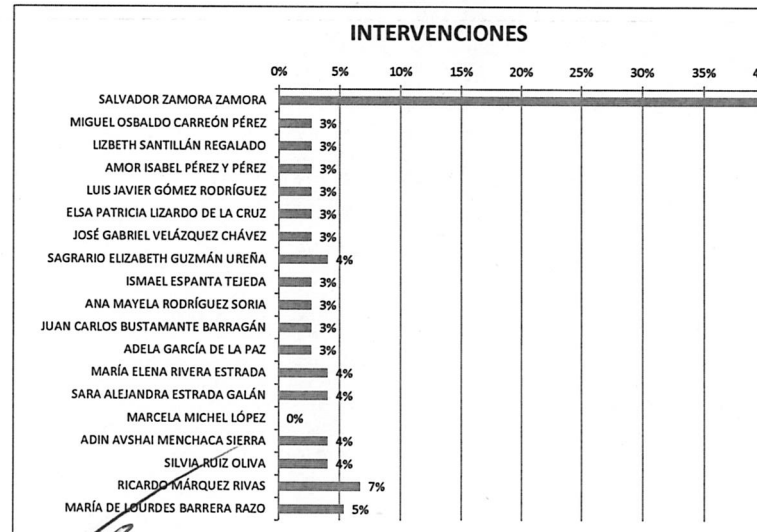 INTERVENCIONES
0% 5% 10% 15% 20% 25% 30% 35%
SALVADOR ZAMORA ZAMORA
MIGUEL OSBALDO CARREÓN PÉREZ 3%
LIZBETH SANTILLÁN REGALADO 3%
AMOR ISABEL PÉREZ Y PÉREZ 3%
LUIS JAVIER GÓMEZ RODRÍGUEZ 3%
ELSA PATRICIA LIZARDO DE LA CRUZ 3%
JOSÉ GABRIEL VELÁZQUEZ CHÁVEZ 3%
SAGRARIO ELIZABETH GUZMÁN UREÑA 4%
ISMAEL ESPANTA TEJEDA 3%
ANA MAYELA RODRÍGUEZ SORIA 3%
JUAN CARLOS BUSTAMANTE BARRAGÁN 3%
ADELA GARCÍA DE LA PAZ 3%
MARÍA ELENA RIVERA ESTRADA 4%
SARA ALEJANDRA ESTRADA GALÁN 4%
MARCELA MICHEL LÓPEZ 0%
ADIN AVSHAI MENCHACA SIERRA 4%
SILVIA RUIZ OLIVA 4%
RICARDO MÁRQUEZ RIVAS 7%
MARÍA DE LOURDES BARRERA RAZO 5%